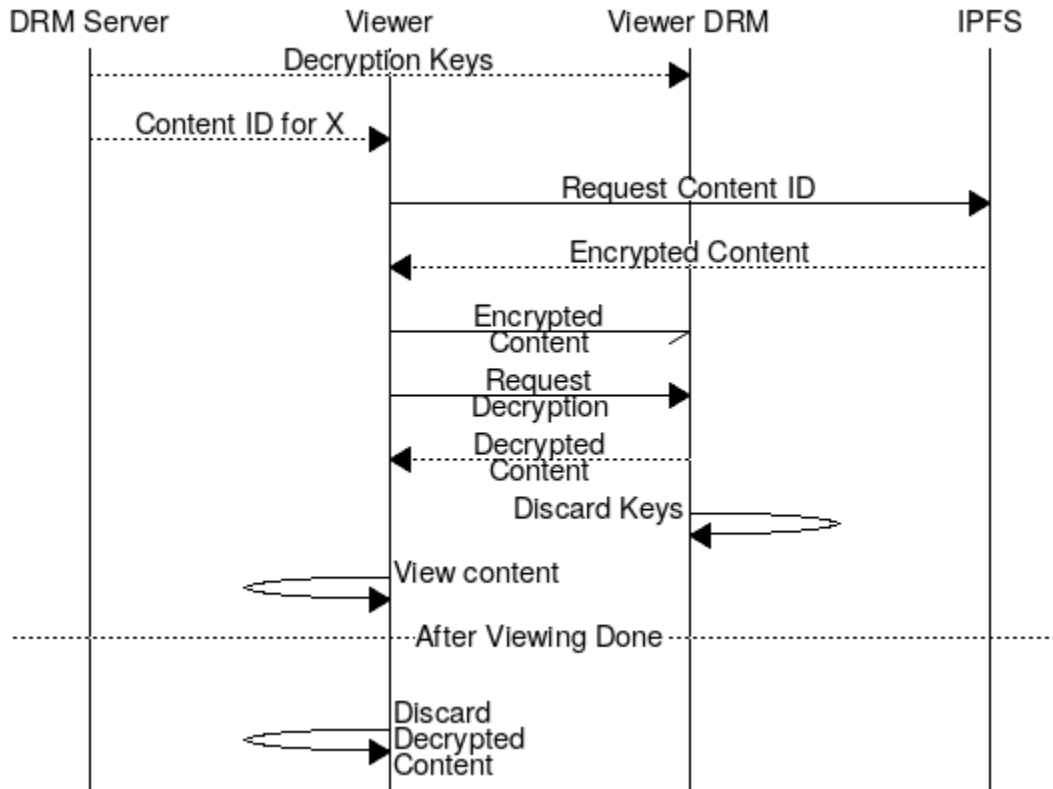 DRM Server Viewer Viewer DRM IPFS
Decryption Keys
Content ID for X
Request Content ID
Encrypted Content
Encrypted
Content
Request
Decryption
Decrypted
Content
Discard Keys
View content
After Viewing Done
Discard
Decrypted
Content